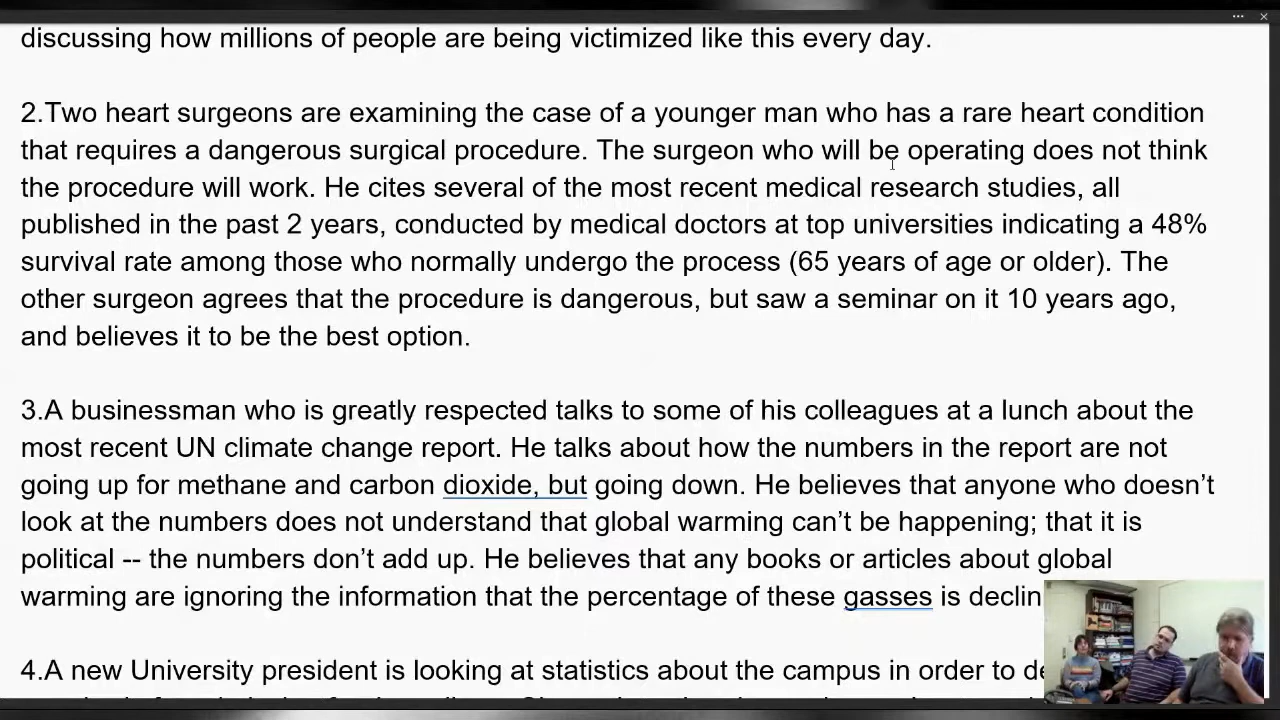 discussing how millions of people are being victimized like this every day.
2.Two heart surgeons are examining the case of a younger man who has a rare heart condition
that requires a dangerous surgical procedure. The surgeon who will be operating does not think
the procedure will work. He cites several of the most recent medical research studies, all
published in the past 2 years, conducted by medical doctors at top universities indicating a 48%
survival rate among those who normally undergo the process (65 years of age or older). The
other surgeon agrees that the procedure is dangerous, but saw a seminar on it 10 years ago,
and believes it to be the best option.
3.A businessman who is greatly respected talks to some of his colleagues at a lunch about the
most recent UN climate change report. He talks about how the numbers in the report are not
going up for methane and carbon dioxide, but going down. He believes that anyone who doesn’t
look at the numbers does not understand that global warming can’t be happening; that it is
political -- the numbers don’t add up. He believes that any books or articles about global
warming are ignoring the information that the percentage of these gasses is declin
4.A new University president is looking at statistics about the campus in order to de